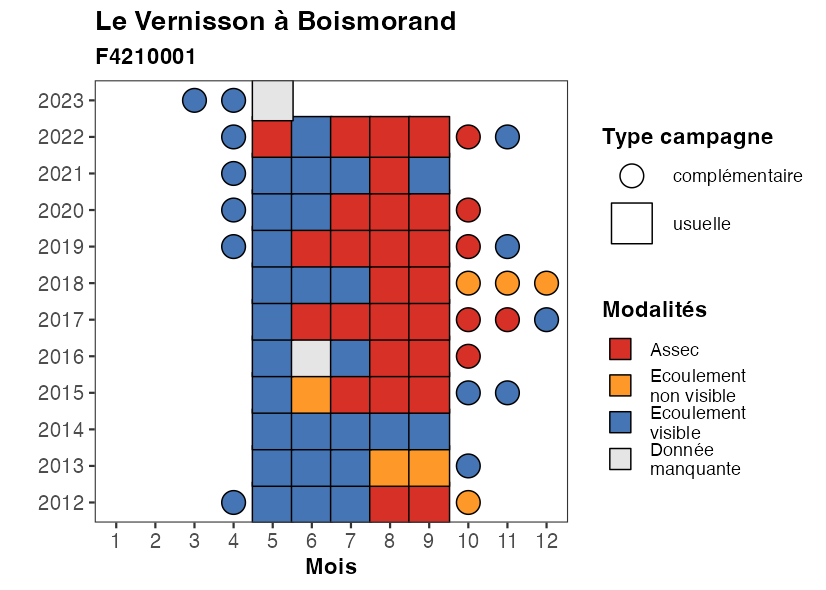 Le Vernisson à Boismorand
F4210001
2023
2022
2021
2020
2019
2018
2017
2016
2015
2014
2013
2012
1 2 3 4 5 6 7 8 9 10 11 12
Mois
Type campagne
complémentaire
usuelle
Modalités
Assec
Ecoulement
non visible
Ecoulement
visible
Donnée
manquante